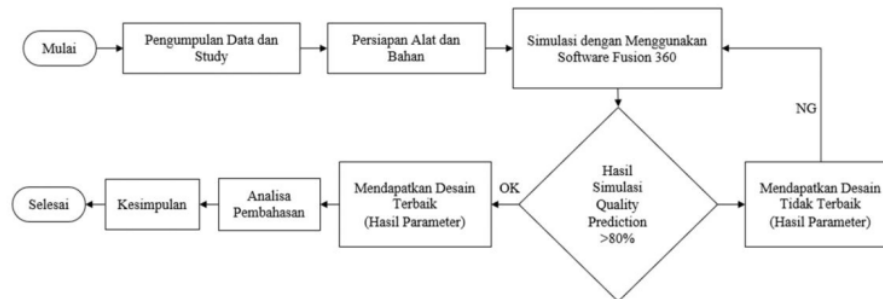 Mulai
Pengumpulan Data dan
Study
Persiapan Alat dan
Bahan
Simulasi dengan Menggunakan
Software Fusion 360
NG
Hasil
Simulasi
Quality
Prediction
>80%
OK
Mendapatkan Desain
Terbaik
(Hasil Parameter)
Mendapatkan Desain
Tidak Terbaik
(Hasil Parameter)
Analisa
Pembahasan
Kesimpulan
Selesai